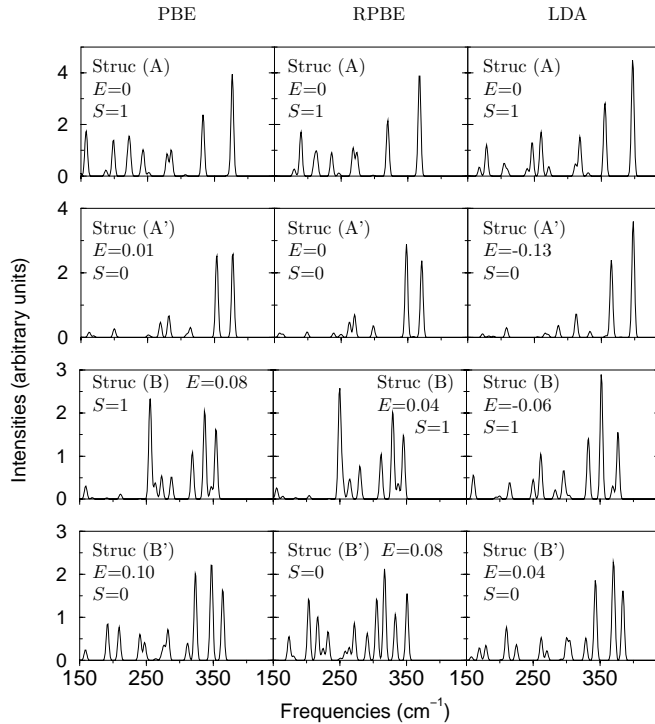 PBE RPBE LDA
Struc (A)
E=0
S=1
Struc (A)
E=0
S=1
Struc (A)
E=0
S=1
4
2
0
Struc (A')
E=0.01
S=0
Struc (A')
E=0
S=0
Struc (A')
E=-0.13
S=0
4
2
0
Struc (B) E=0.08
S=1
Struc (B)
E=0.04
S=1
Struc (B)
E=-0.06
S=1
3
2
1
0
Struc (B')
E=0.10
S=0
Struc (B') E=0.08
S=0
Struc (B')
E=0.04
S=0
3
2
1
0
150 250 350 150 250 350 150 250 350
Intensities (arbitrary units)
Frequencies (cm⁻¹)